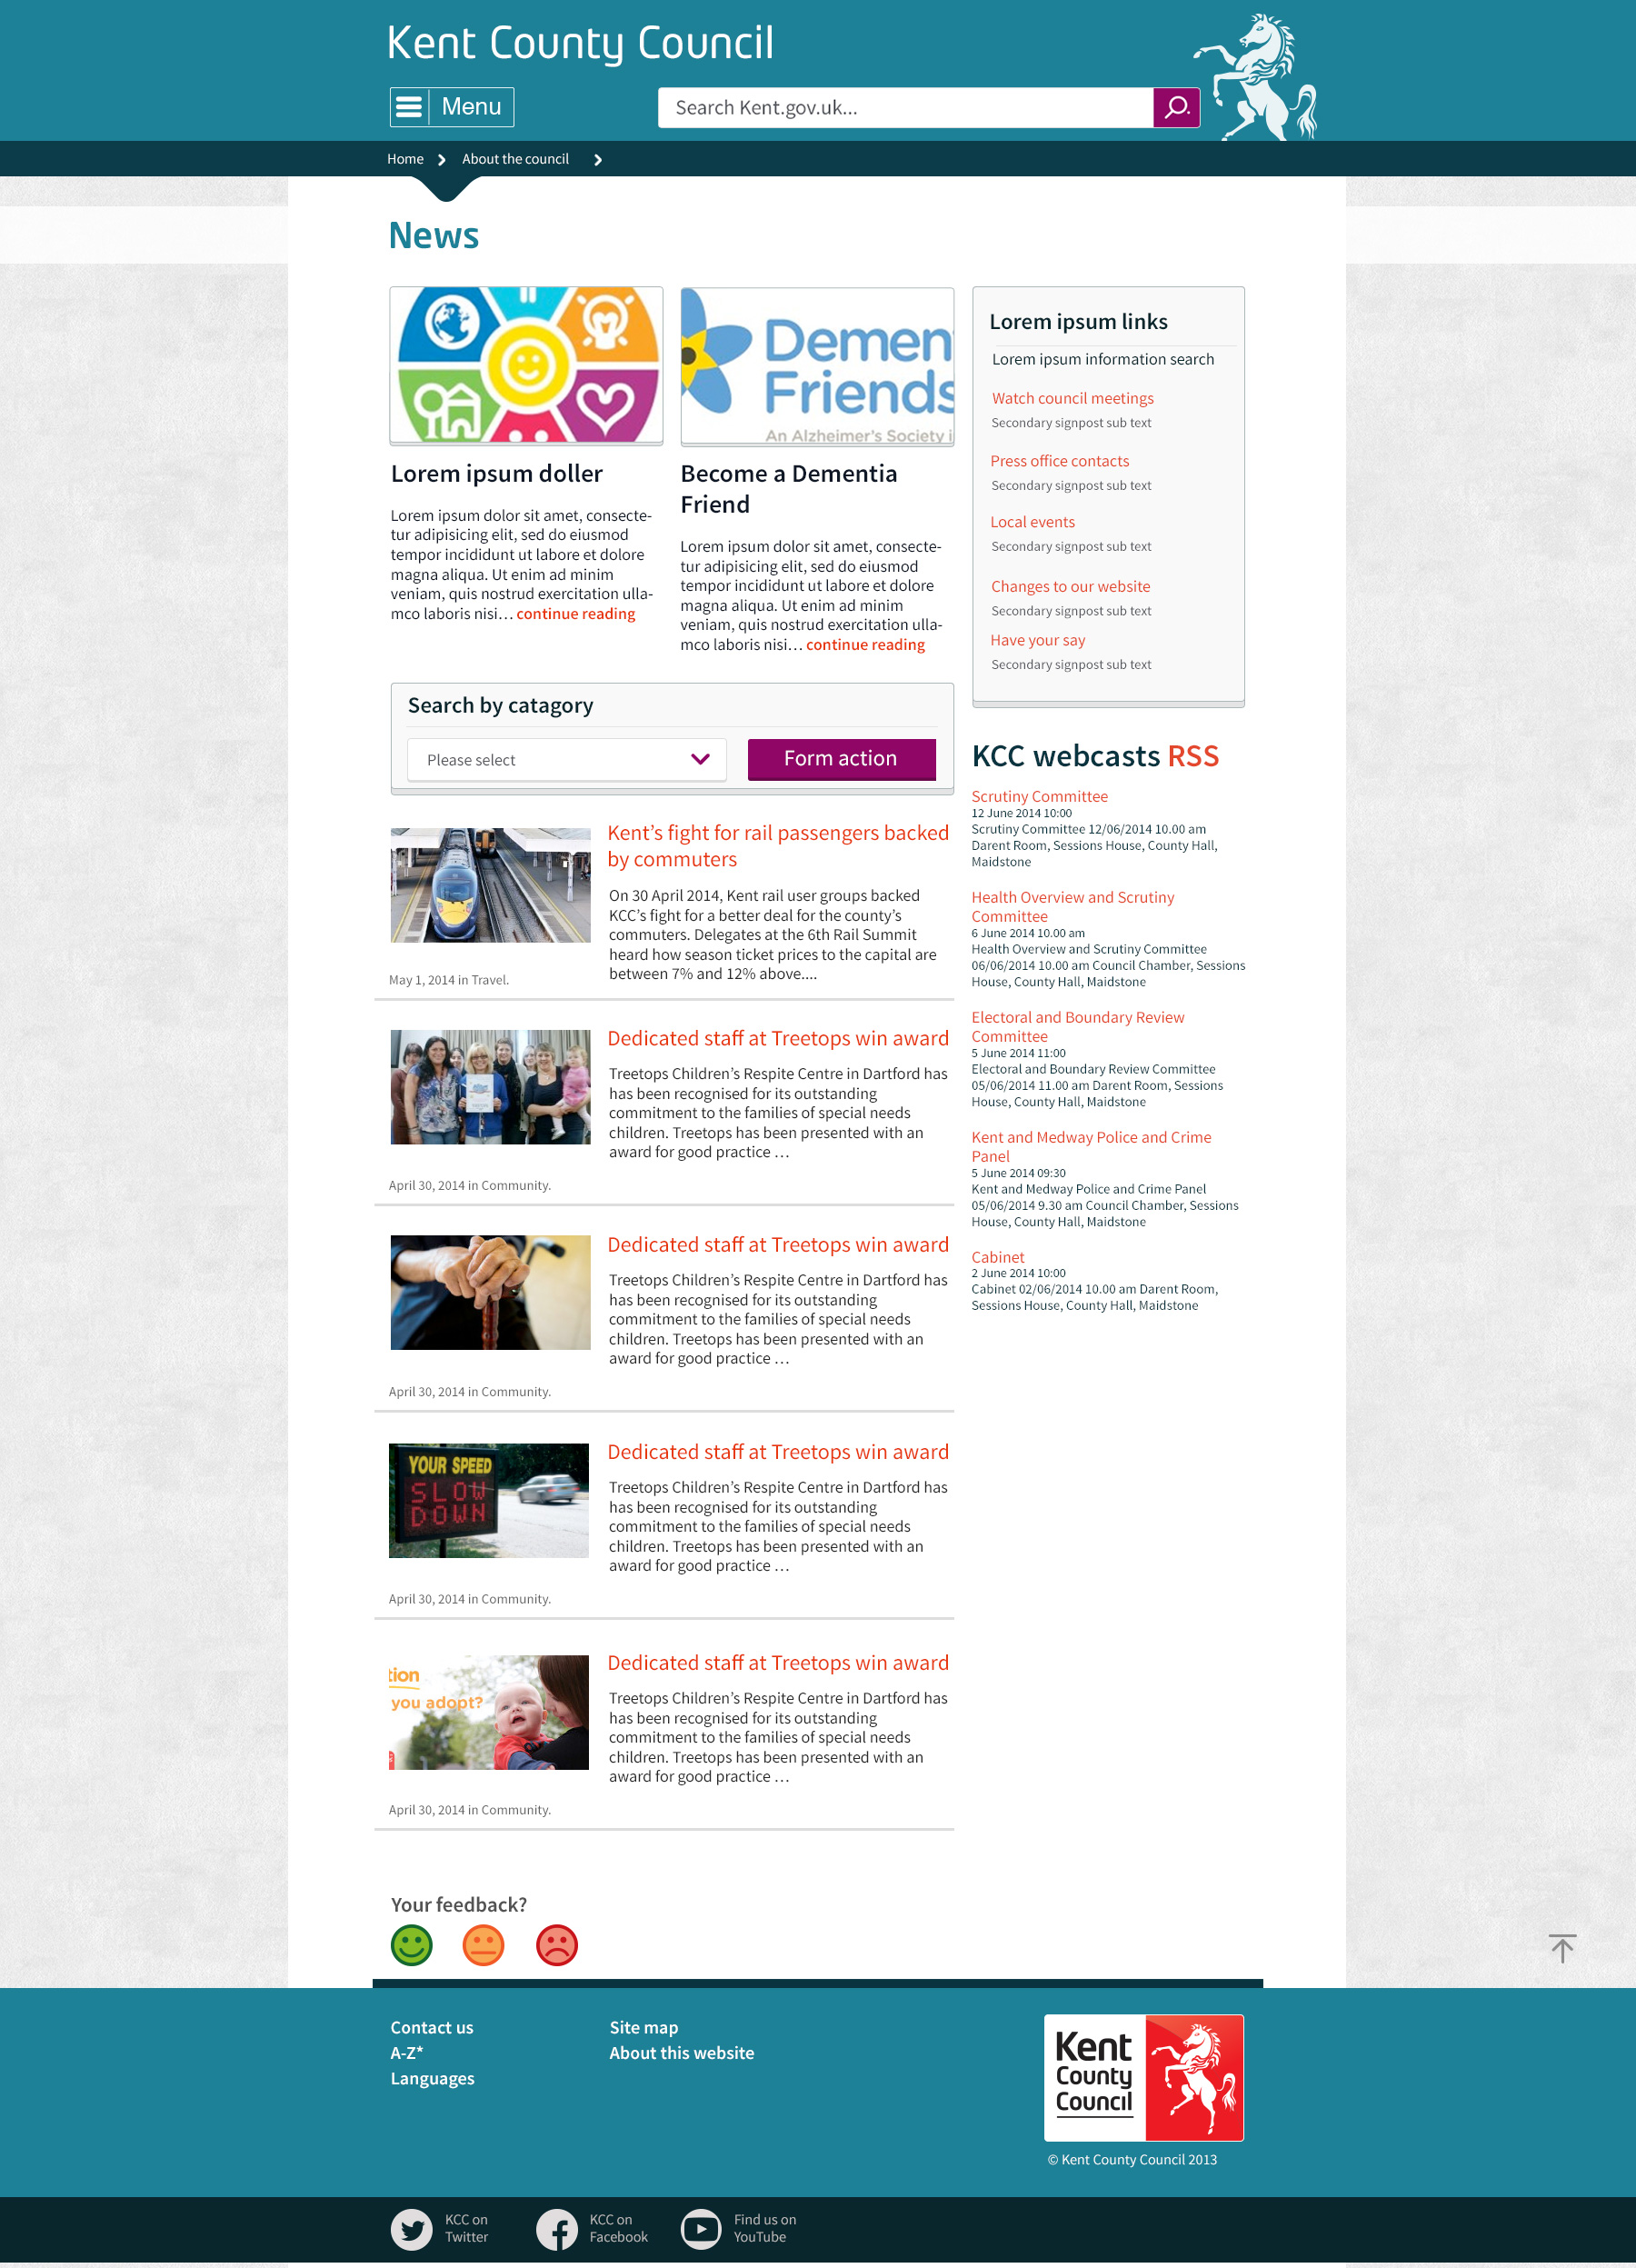 Kent County Council
Menu
Search Kent.gov.uk...
Home
About the council
News
Demen
Friends
An Alzheimer's Society i
Lorem ipsum doller
Lorem ipsum dolor sit amet, consecte-
tur adipisicing elit, sed do eiusmod
tempor incididunt ut labore et dolore
magna aliqua. Ut enim ad minim
veniam, quis nostrud exercitation ulla-
mco laboris nisi… continue reading
Become a Dementia
Friend
Lorem ipsum dolor sit amet, consecte-
tur adipisicing elit, sed do eiusmod
tempor incididunt ut labore et dolore
magna aliqua. Ut enim ad minim
veniam, quis nostrud exercitation ulla-
mco laboris nisi… continue reading
Lorem ipsum links
Lorem ipsum information search
Watch council meetings
Secondary signpost sub text
Press office contacts
Secondary signpost sub text
Local events
Secondary signpost sub text
Changes to our website
Secondary signpost sub text
Have your say
Secondary signpost sub text
Search by catagory
Please select
Form action
Kent’s fight for rail passengers backed
by commuters
On 30 April 2014, Kent rail user groups backed
KCC’s fight for a better deal for the county’s
commuters. Delegates at the 6th Rail Summit
heard how season ticket prices to the capital are
between 7% and 12% above....
May 1, 2014 in Travel.
Dedicated staff at Treetops win award
Treetops Children’s Respite Centre in Dartford has
has been recognised for its outstanding
commitment to the families of special needs
children. Treetops has been presented with an
award for good practice …
April 30, 2014 in Community.
Dedicated staff at Treetops win award
Treetops Children’s Respite Centre in Dartford has
has been recognised for its outstanding
commitment to the families of special needs
children. Treetops has been presented with an
award for good practice …
April 30, 2014 in Community.
YOUR SPEED
SLOW
DOWN
Dedicated staff at Treetops win award
Treetops Children’s Respite Centre in Dartford has
has been recognised for its outstanding
commitment to the families of special needs
children. Treetops has been presented with an
award for good practice …
April 30, 2014 in Community.
tion
you adopt?
Dedicated staff at Treetops win award
Treetops Children’s Respite Centre in Dartford has
has been recognised for its outstanding
commitment to the families of special needs
children. Treetops has been presented with an
award for good practice …
April 30, 2014 in Community.
KCC webcasts RSS
Scrutiny Committee
12 June 2014 10:00
Scrutiny Committee 12/06/2014 10.00 am
Darent Room, Sessions House, County Hall,
Maidstone
Health Overview and Scrutiny
Committee
6 June 2014 10.00 am
Health Overview and Scrutiny Committee
06/06/2014 10.00 am Council Chamber, Sessions
House, County Hall, Maidstone
Electoral and Boundary Review
Committee
5 June 2014 11:00
Electoral and Boundary Review Committee
05/06/2014 11.00 am Darent Room, Sessions
House, County Hall, Maidstone
Kent and Medway Police and Crime
Panel
5 June 2014 09:30
Kent and Medway Police and Crime Panel
05/06/2014 9.30 am Council Chamber, Sessions
House, County Hall, Maidstone
Cabinet
2 June 2014 10:00
Cabinet 02/06/2014 10.00 am Darent Room,
Sessions House, County Hall, Maidstone
Your feedback?
Contact us
A-Z*
Languages
Site map
About this website
Kent
County
Council
© Kent County Council 2013
KCC on
Twitter
KCC on
Facebook
Find us on
YouTube